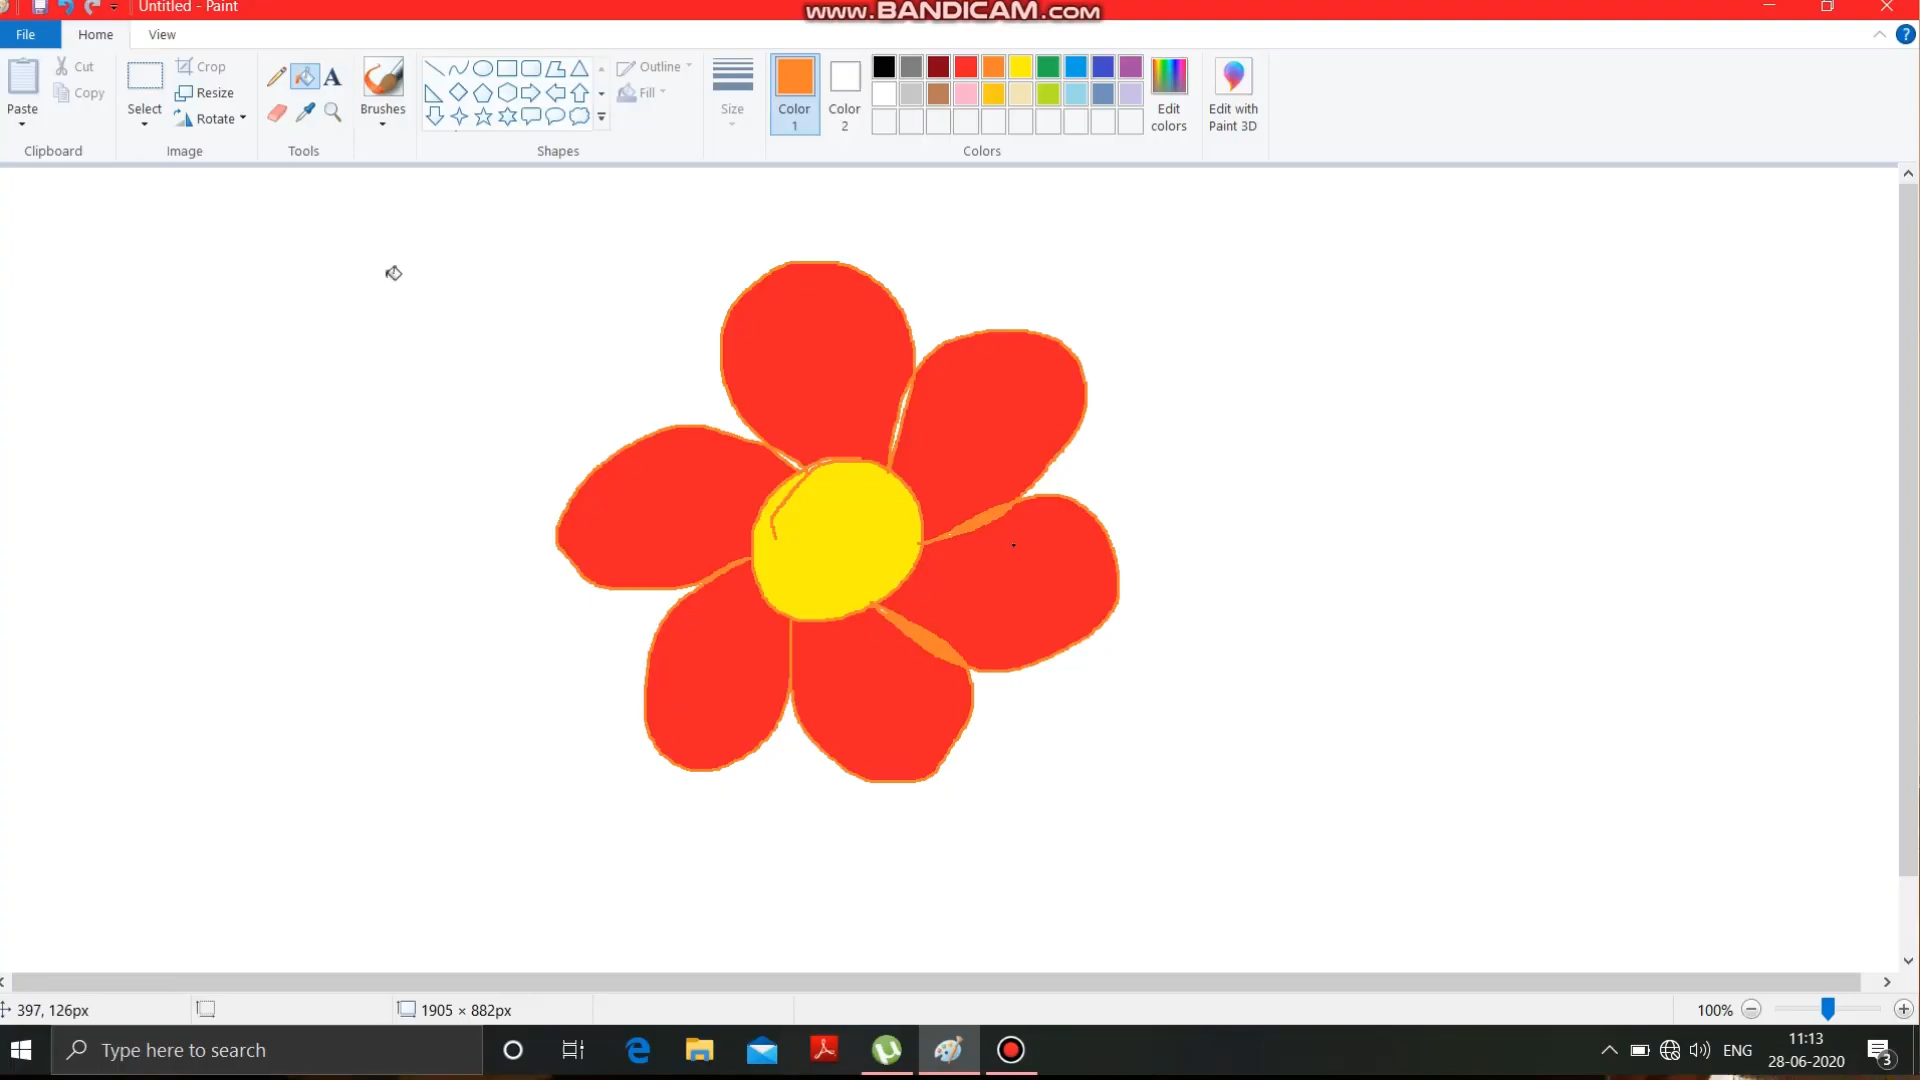 Untitled - Paint
www.BANDICAM.com
File
Home
View
Paste
Cut
Copy
Clipboard
Select
Crop
Resize
Rotate
Image
A
Tools
Brushes
Outline
Fill
Shapes
Size
Color
1
Color
2
Edit
colors
Colors
Edit with
Paint 3D
397, 126px
1905 × 882px
100%
Type here to search
ENG
11:13
28-06-2020
3